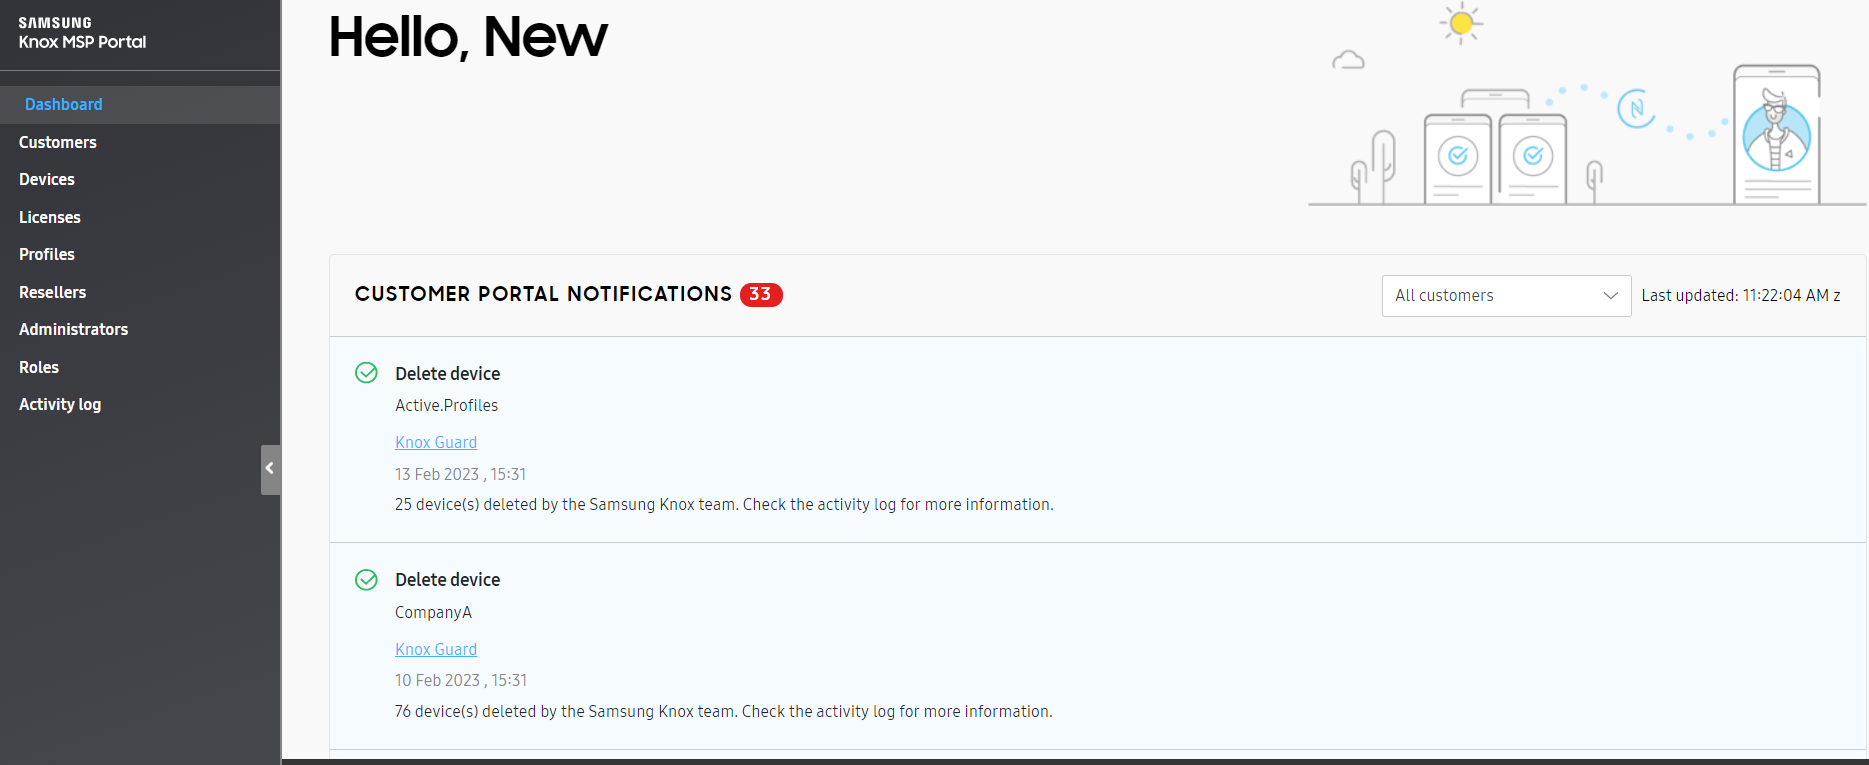 SAMSUNG
Knox MSP Portal
Dashboard
Customers
Devices
Licenses
Profiles
Resellers
Administrators
Roles
Activity log
Hello, New
CUSTOMER PORTAL NOTIFICATIONS 33
All customers
Last updated: 11:22:04 AM z
Delete device
Active.Profiles
Knox Guard
13 Feb 2023 , 15:31
25 device(s) deleted by the Samsung Knox team. Check the activity log for more information.
Delete device
CompanyA
Knox Guard
10 Feb 2023 , 15:31
76 device(s) deleted by the Samsung Knox team. Check the activity log for more information.